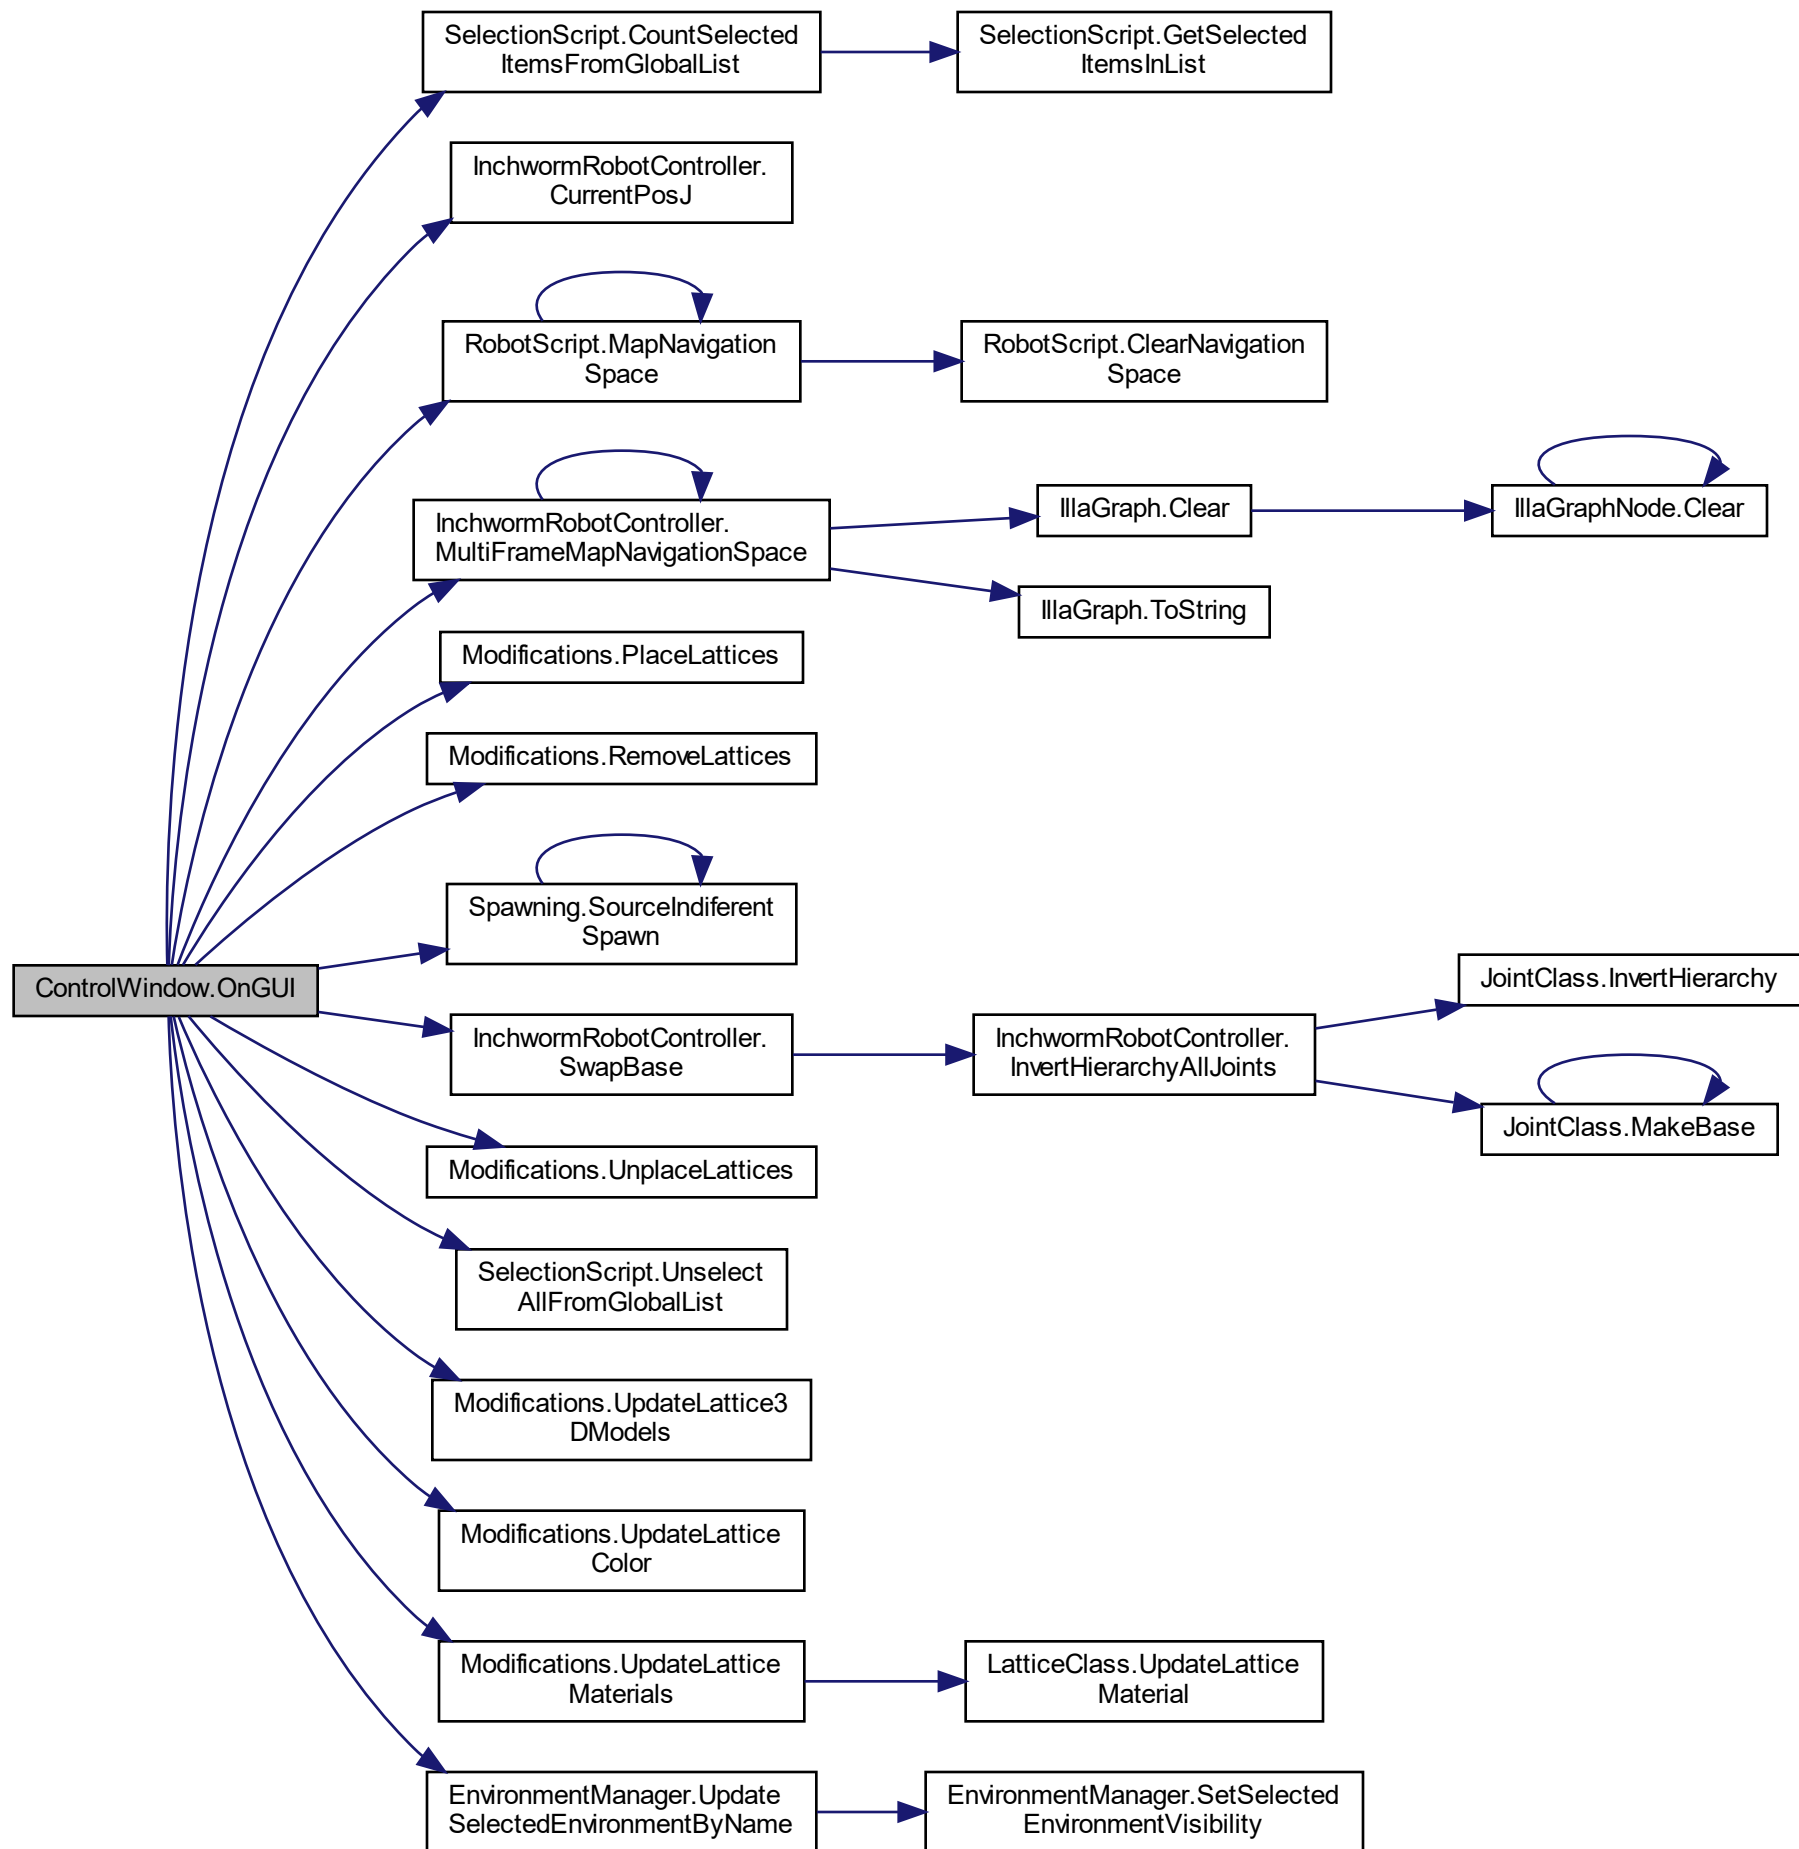 SelectionScript.CountSelected
ItemsFromGlobalList
SelectionScript.GetSelected
ItemsInList
InchwormRobotController.
CurrentPosJ
RobotScript.MapNavigation
Space
RobotScript.ClearNavigation
Space
InchwormRobotController.
MultiFrameMapNavigationSpace
IllaGraph.Clear
IllaGraphNode.Clear
IllaGraph.ToString
Modifications.PlaceLattices
Modifications.RemoveLattices
Spawning.SourceIndiferent
Spawn
ControlWindow.OnGUI
InchwormRobotController.
SwapBase
InchwormRobotController.
InvertHierarchyAllJoints
JointClass.InvertHierarchy
JointClass.MakeBase
Modifications.UnplaceLattices
SelectionScript.Unselect
AllFromGlobalList
Modifications.UpdateLattice3
DModels
Modifications.UpdateLattice
Color
Modifications.UpdateLattice
Materials
LatticeClass.UpdateLattice
Material
EnvironmentManager.Update
SelectedEnvironmentByName
EnvironmentManager.SetSelected
EnvironmentVisibility